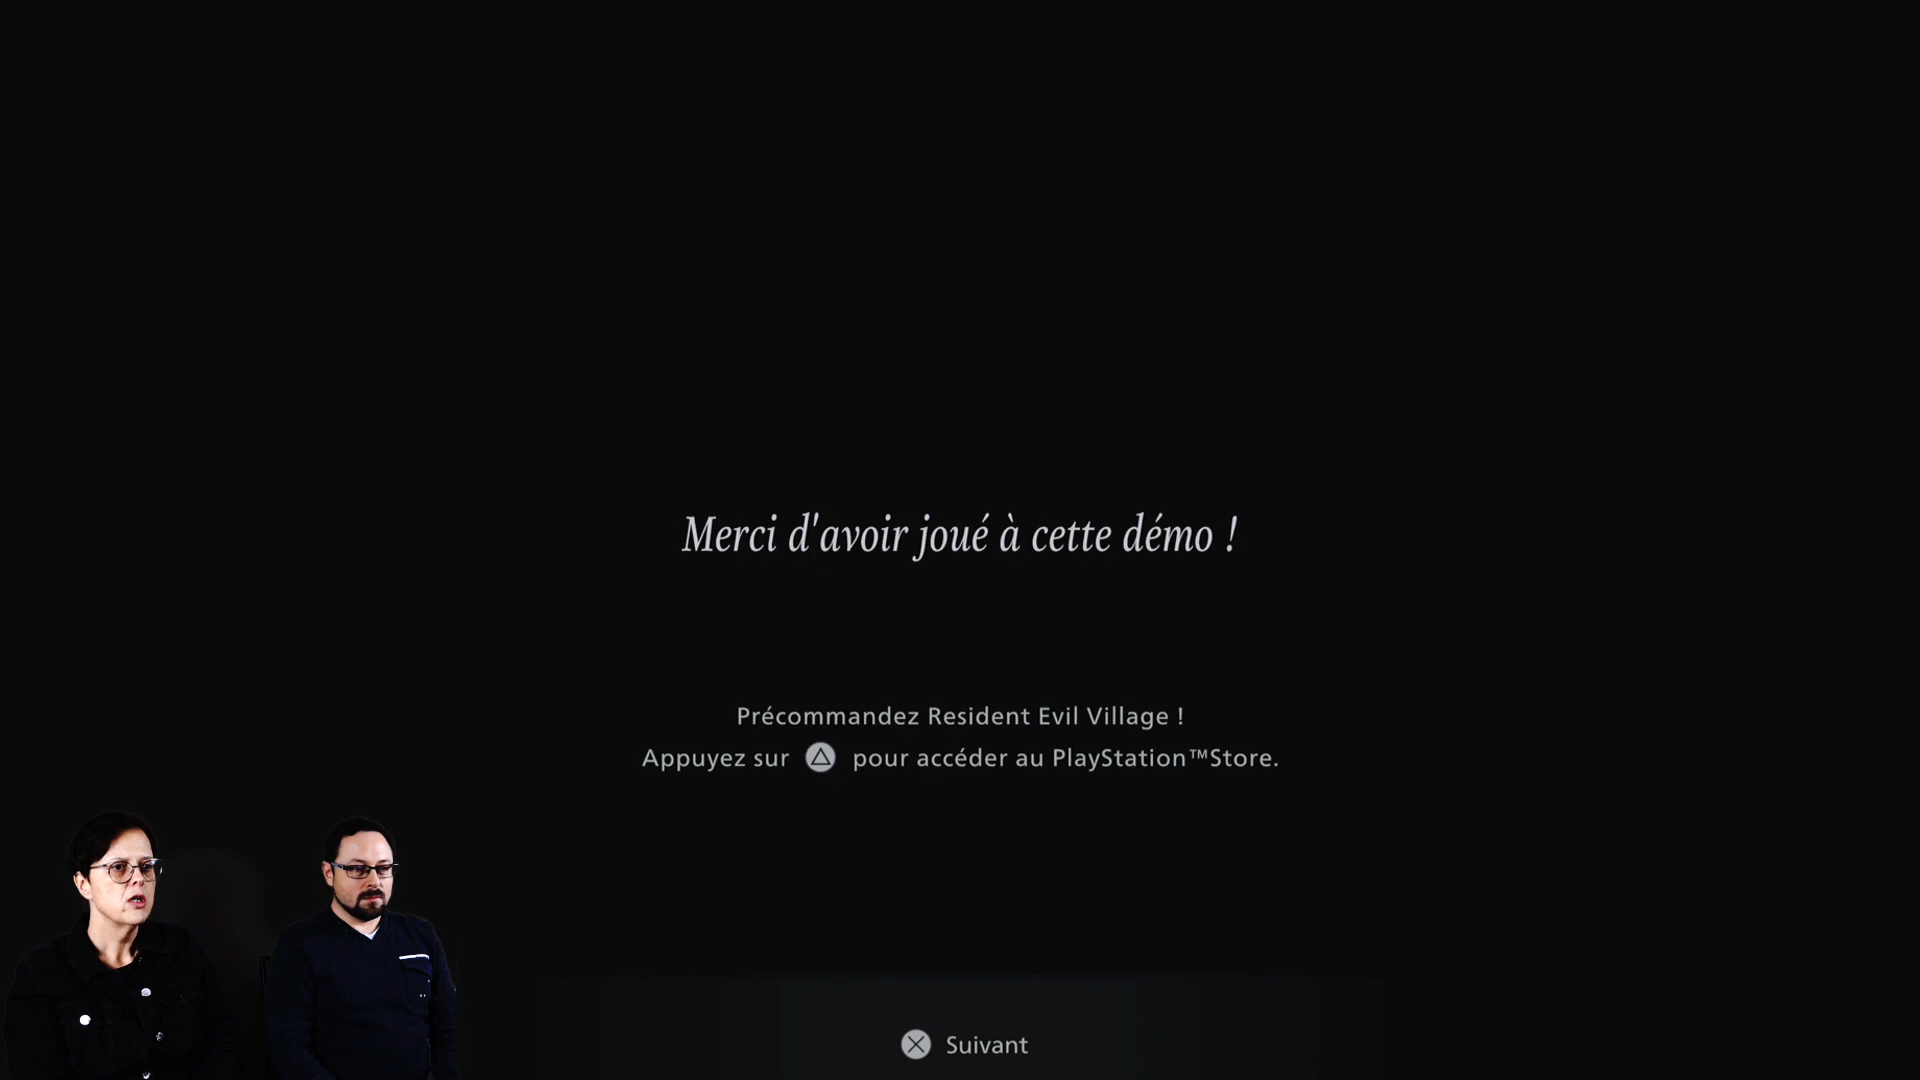 Merci d'avoir joué à cette démo !
Précommandez Resident Evil Village !
Appuyez sur △ pour accéder au PlayStation™Store.
Suivant